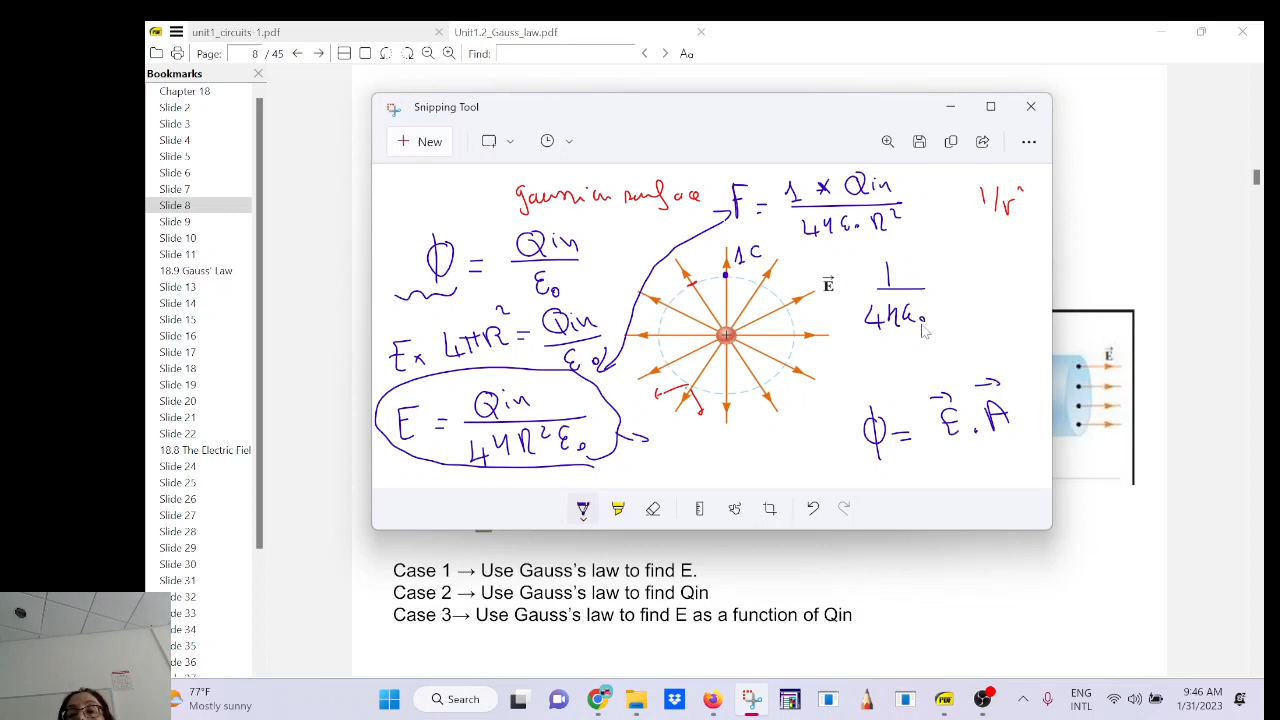 unit1_circuits-1.pdf
Unit1.2_Gauss_law.pdf
Page: 8 / 45
Find:
Aa
Bookmarks
Chapter 18
Slide 2
Slide 3
Slide 4
Slide 5
Slide 6
Slide 7
Slide 8
Slide 9
Slide 10
Slide 11
18.9 Gauss' Law
Slide 13
Slide 14
Slide 15
Slide 16
Slide 17
Slide 18
Slide 19
Slide 20
Slide 21
Slide 22
18.8 The Electric Fiel
Slide 24
Slide 25
Slide 26
Slide 27
Slide 28
Slide 29
Slide 30
Slide 31
32
33
34
35
36
Snipping Tool
New
gaussian surface
F = 1 * Qin / 4πε₀ R²
1/r²
ϕ = Qin / ε₀
1C
E
1 / 4πε₀
E × 4πR² = Qin / ε₀
E = Qin / 4πR²ε₀
ϕ = E . A
E
Case 1 → Use Gauss's law to find E.
Case 2 → Use Gauss's law to find Qin
Case 3→ Use Gauss's law to find E as a function of Qin
77°F
Mostly sunny
Search
ENG
INTL
9:46 AM
1/31/2023